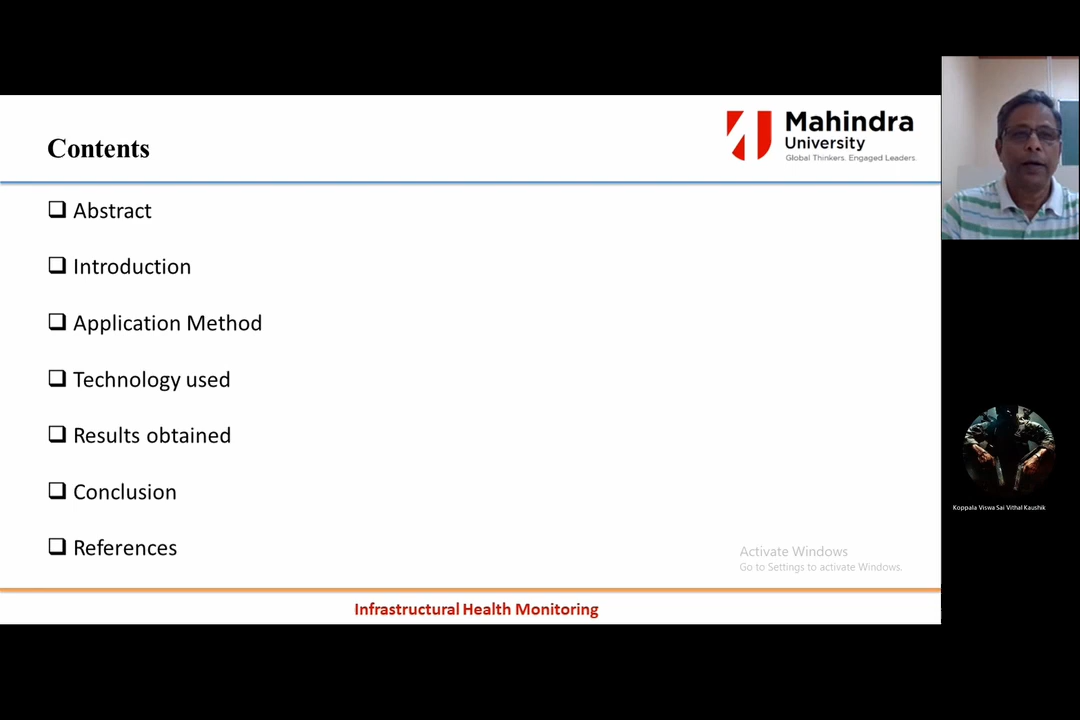 Contents
Mahindra
University
Global Thinkers. Engaged Leaders.
❑ Abstract
❑ Introduction
❑ Application Method
❑ Technology used
❑ Results obtained
❑ Conclusion
❑ References
Activate Windows
Go to Settings to activate Windows.
Infrastructural Health Monitoring
Koppala Viswa Sai Vithal Kaushik